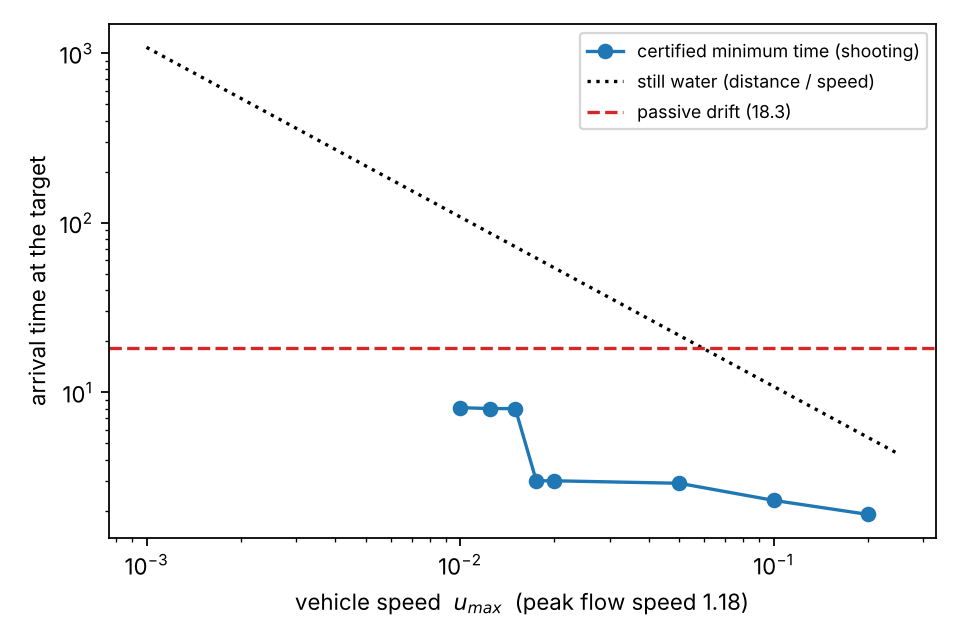 certified minimum time (shooting)
still water (distance / speed)
passive drift (18.3)
arrival time at the target
10³
10²
10¹
10⁻³
10⁻²
10⁻¹
vehicle speed u_max (peak flow speed 1.18)